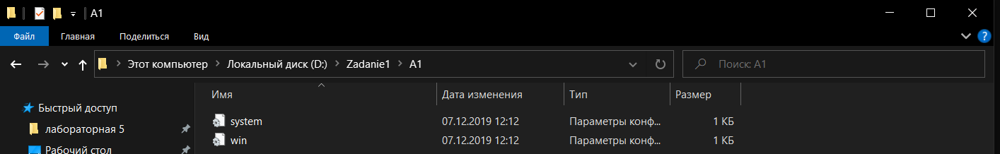 A1
Файл Главная Поделиться Вид ?
Этот компьютер Локальный диск (D:) Zadanie1 A1 Поиск: A1
Имя Дата изменения Тип Размер
Быстрый доступ
system 07.12.2019 12:12 Параметры конф... 1 КБ
лабораторная 5
win 07.12.2019 12:12 Параметры конф... 1 КБ
Рабочий стол